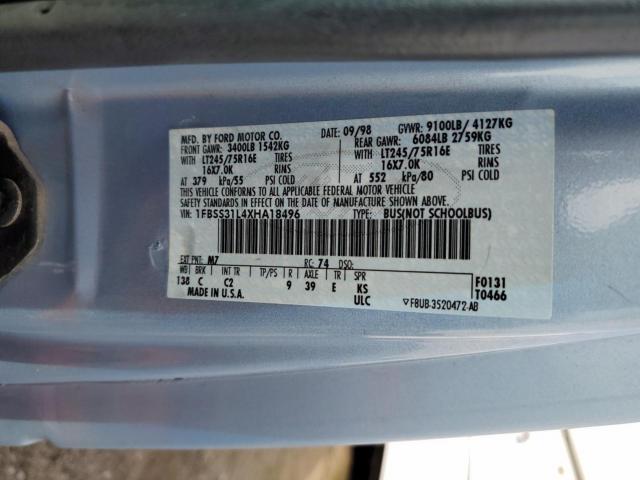 MFD. BY FORD MOTOR CO. DATE: 09/98 GVWR: 9100LB/ 4127KG
FRONT GAWR: 3400LB 1542KG REAR GAWR: 6084LB 2759KG
WITH LT245/75R16E TIRES WITH LT245/75R16E TIRES
16X7.0K RIMS 16X7.0K RIMS
AT 379 kPa/55 PSI COLD AT 552 kPa/80 PSI COLD
THIS VEHICLE CONFORMS TO ALL APPLICABLE FEDERAL MOTOR VEHICLE
SAFETY STANDARDS IN EFFECT ON THE DATE OF MANUFACTURE SHOWN ABOVE.
VIN: 1FBSS31L4XHA18496 TYPE: BUS(NOT SCHOOLBUS)
EXT PNT: M7 RC: 74 DSO:
WB BRK INT TR TP/PS R AXLE TR SPR F0131
138 C C2 9 39 E KS T0466
MADE IN U.S.A. ULC ▽F8UB-3520472-AB